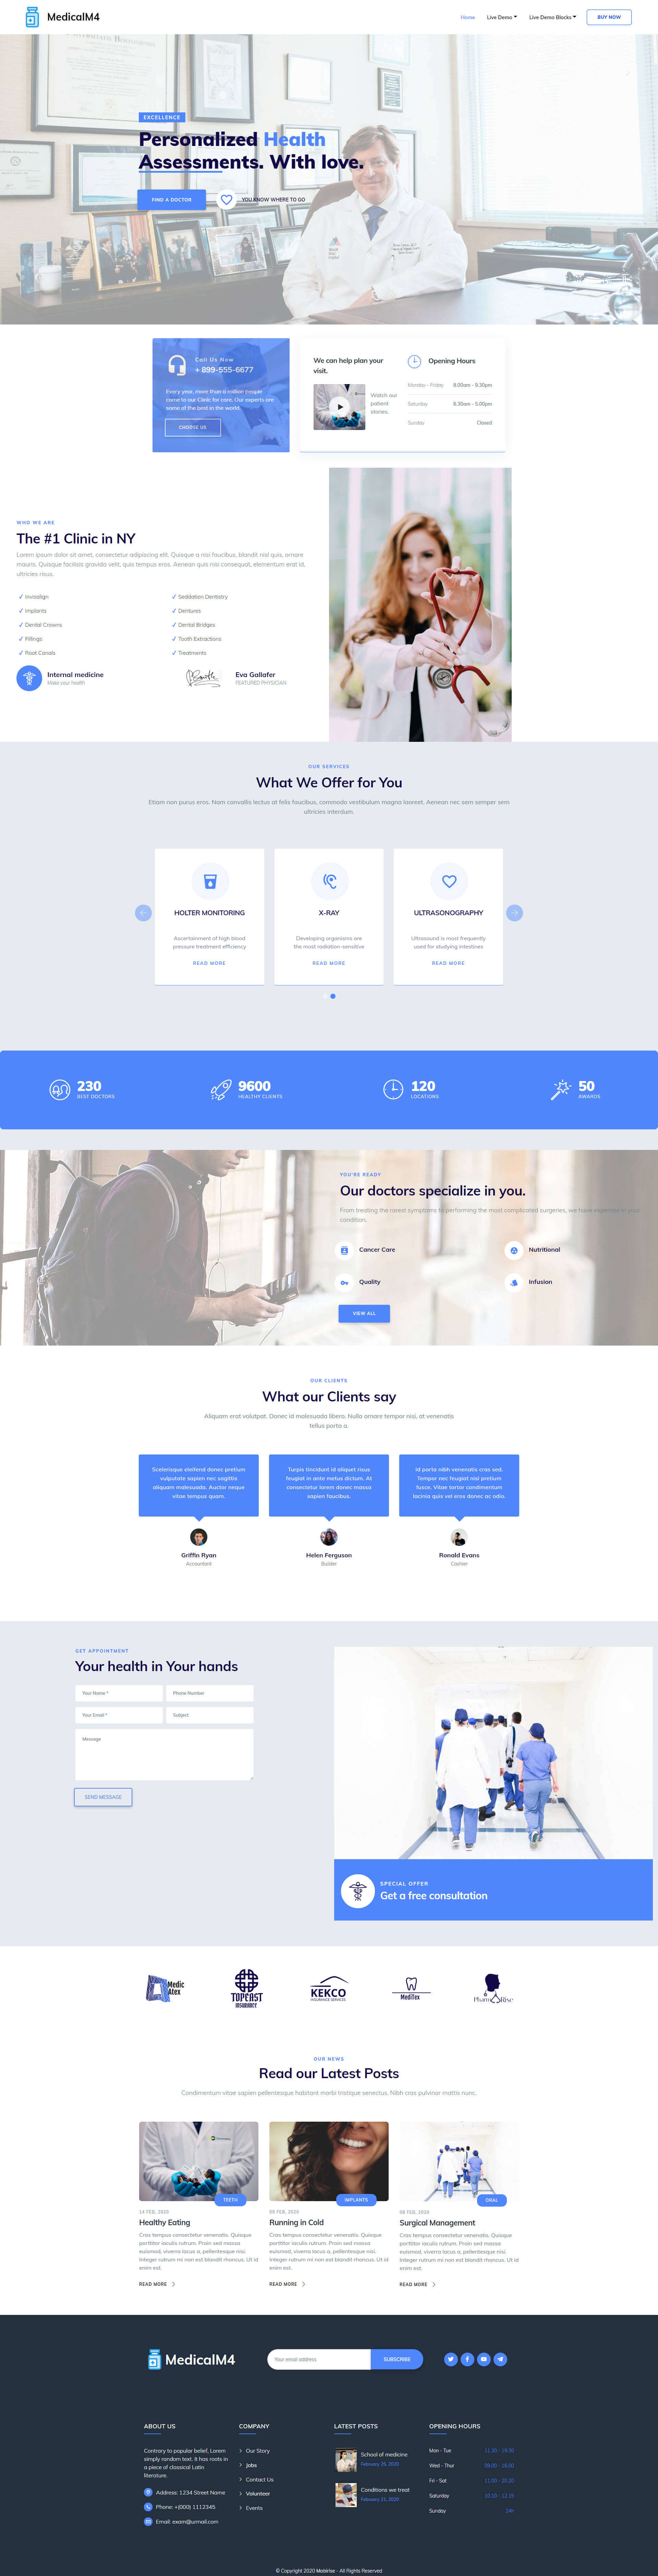 MedicalM4
Home
Live Demo
Live Demo Blocks
BUY NOW
EXCELLENCE
Personalized Health
Assessments. With love.
FIND A DOCTOR
YOU KNOW WHERE TO GO
Call Us Now
+ 899-555-6677
Every year, more than a million people
come to our Clinic for care. Our experts are
some of the best in the world.
CHOOSE US
We can help plan your
visit.
Watch our
patient
stories.
Opening Hours
Monday - Friday 8.00am - 9.30pm
Saturday 8.30am - 5.00pm
Sunday Closed
WHO WE ARE
The #1 Clinic in NY
Lorem ipsum dolor sit amet, consectetur adipiscing elit. Quisque a nisi faucibus, blandit nisl quis, ornare
mauris. Quisque facilisis gravida velit, quis tempus eros. Aenean quis nisi consequat, elementum erat id,
ultricies risus.
Invisalign
Implants
Dental Crowns
Fillings
Root Canals
Seddation Dentistry
Dentures
Dental Bridges
Tooth Extractions
Treatments
Internal medicine
Make your health
Eva Gallafer
FEATURED PHYSICIAN
OUR SERVICES
What We Offer for You
Etiam non purus eros. Nam convallis lectus at felis faucibus, commodo vestibulum magna laoreet. Aenean nec sem semper sem
ultricies interdum.
HOLTER MONITORING
Ascertainment of high blood
pressure treatment efficiency
READ MORE
X-RAY
Developing organisms are
the most radiation-sensitive
READ MORE
ULTRASONOGRAPHY
Ultrasound is most frequently
used for studying intestines
READ MORE
230
BEST DOCTORS
9600
HEALTHY CLIENTS
120
LOCATIONS
50
AWARDS
YOU'RE READY
Our doctors specialize in you.
From treating the rarest symptoms to performing the most complicated surgeries, we have expertise in your
condition.
Cancer Care
Nutritional
Quality
Infusion
VIEW ALL
OUR CLIENTS
What our Clients say
Aliquam erat volutpat. Donec id malesuada libero. Nulla ornare tempor nisi, at venenatis
tellus porta a.
Scelerisque eleifend donec pretium
vulputate sapien nec sagittis
aliquam malesuada. Auctor neque
vitae tempus quam.
Griffin Ryan
Accountant
Turpis tincidunt id aliquet risus
feugiat in ante metus dictum. At
consectetur lorem donec massa
sapien faucibus.
Helen Ferguson
Builder
Id porta nibh venenatis cras sed.
Tempor nec feugiat nisl pretium
fusce. Vitae tortor condimentum
lacinia quis vel eros donec ac odio.
Ronald Evans
Cashier
GET APPOINTMENT
Your health in Your hands
Your Name *
Phone Number
Your Email *
Subject
Message
SEND MESSAGE
SPECIAL OFFER
Get a free consultation
Medic
Atex
TOPEAST
INSURANCE
KEKCO
INSURANCE SERVICES
MediTex
Pharm Rise
OUR NEWS
Read our Latest Posts
Condimentum vitae sapien pellentesque habitant morbi tristique senectus. Nibh cras pulvinar mattis nunc.
TEETH
14 FEB, 2020
Healthy Eating
Cras tempus consectetur venenatis. Quisque
porttitor iaculis rutrum. Proin sed massa
euismod, viverra lacus a, pellentesque nisi.
Integer rutrum mi non est blandit rhoncus. Ut id
enim est.
READ MORE
IMPLANTS
Running in Cold
Cras tempus consectetur venenatis. Quisque
porttitor iaculis rutrum. Proin sed massa
euismod, viverra lacus a, pellentesque nisi.
Integer rutrum mi non est blandit rhoncus. Ut id
enim est.
READ MORE
ORAL
Surgical Management
Cras tempus consectetur venenatis. Quisque
porttitor iaculis rutrum. Proin sed massa
euismod, viverra lacus a, pellentesque nisi.
Integer rutrum mi non est blandit rhoncus. Ut id
enim est.
READ MORE
MedicalM4
Your email address
SUBSCRIBE
ABOUT US
Contrary to popular belief, Lorem
simply random text. It has roots in
a piece of classical Latin
literature.
Address: 1234 Street Name
Phone: +(000) 1112345
Email: exam@urmail.com
COMPANY
Our Story
Jobs
Contact Us
Volunteer
Events
LATEST POSTS
School of medicine
February 25, 2020
Conditions we treat
February 21, 2020
OPENING HOURS
Mon - Tue
Wed - Thur
Fri - Sat
Saturday
Sunday
© Copyright 2020 Mobirise - All Rights Reserved